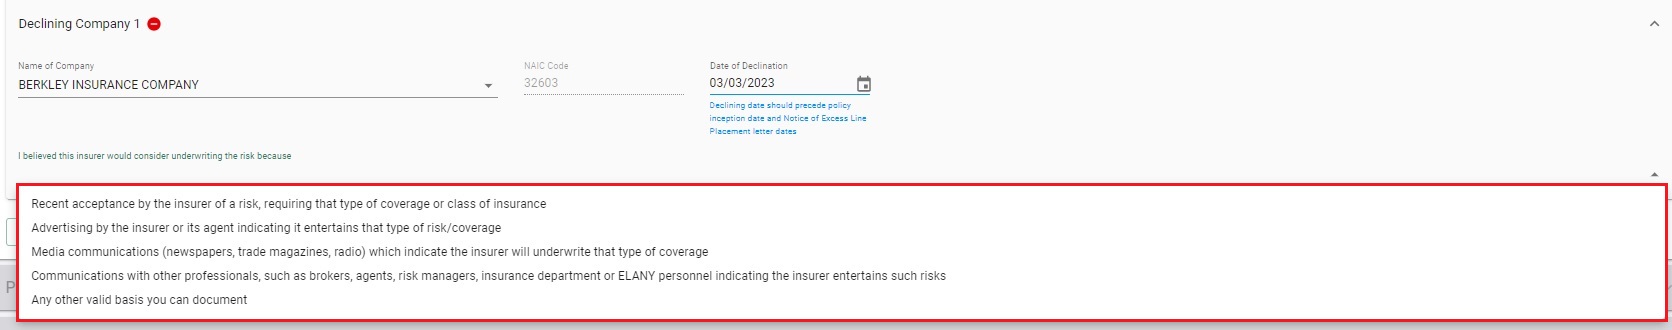 Declining Company 1
Name of Company
BERKLEY INSURANCE COMPANY
NAIC Code
32603
Date of Declination
03/03/2023
Declining date should precede policy
inception date and Notice of Excess Line
Placement letter dates
I believed this insurer would consider underwriting the risk because
Recent acceptance by the insurer of a risk, requiring that type of coverage or class of insurance
Advertising by the insurer or its agent indicating it entertains that type of risk/coverage
Media communications (newspapers, trade magazines, radio) which indicate the insurer will underwrite that type of coverage
Communications with other professionals, such as brokers, agents, risk managers, insurance department or ELANY personnel indicating the insurer entertains such risks
P
Any other valid basis you can document